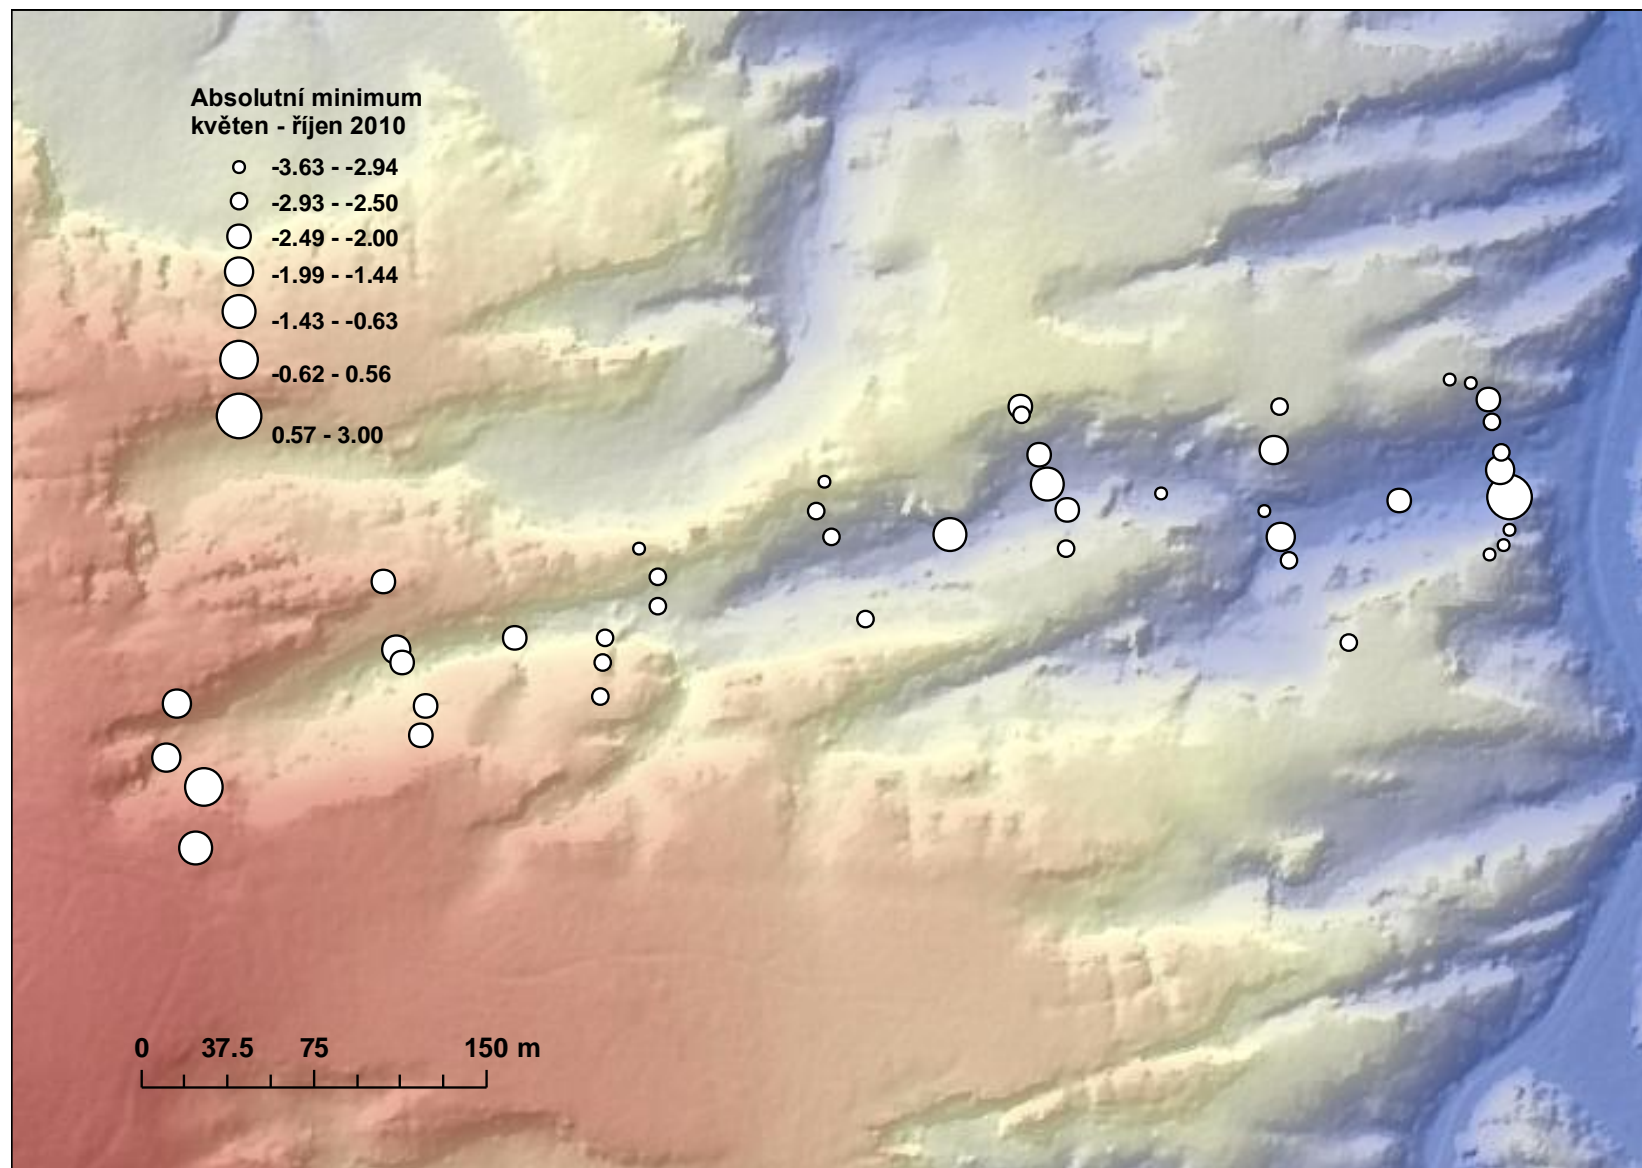 Absolutní minimum
květen - říjen 2010
-3.63 - -2.94
-2.93 - -2.50
-2.49 - -2.00
-1.99 - -1.44
-1.43 - -0.63
-0.62 - 0.56
0.57 - 3.00
0 37.5 75 150 m